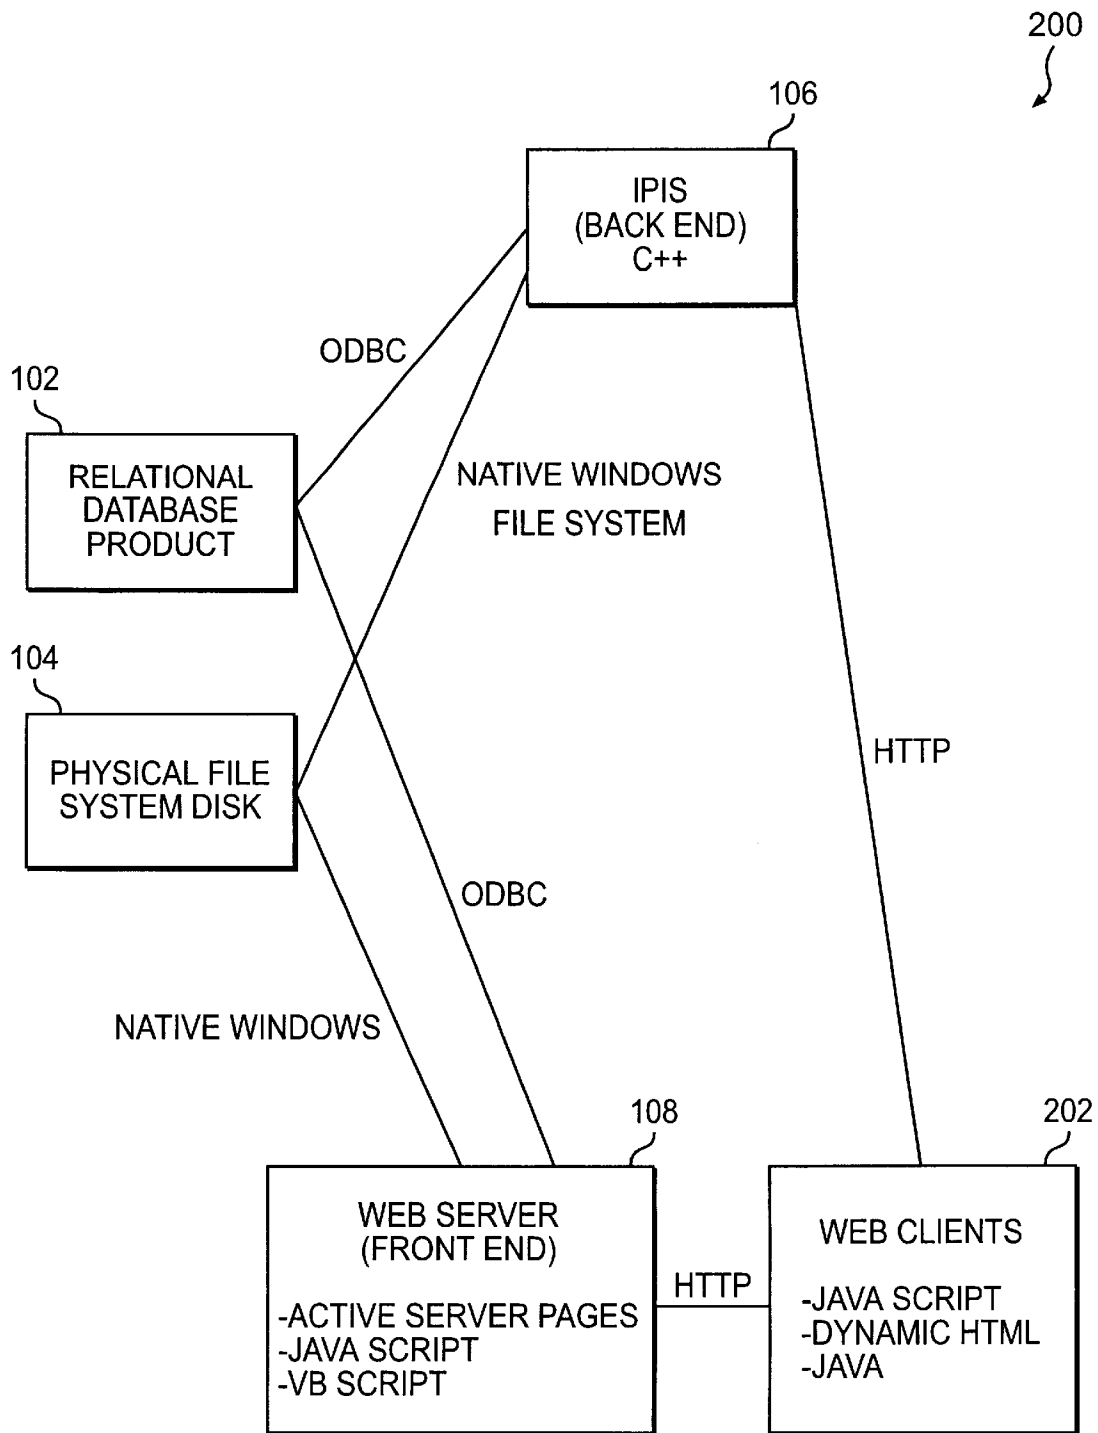 200
106
IPIS
(BACK END)
C++
ODBC
102
RELATIONAL
DATABASE
PRODUCT
NATIVE WINDOWS
FILE SYSTEM
104
PHYSICAL FILE
SYSTEM DISK
HTTP
ODBC
NATIVE WINDOWS
108
WEB SERVER
(FRONT END)
-ACTIVE SERVER PAGES
-JAVA SCRIPT
-VB SCRIPT
HTTP
202
WEB CLIENTS
-JAVA SCRIPT
-DYNAMIC HTML
-JAVA